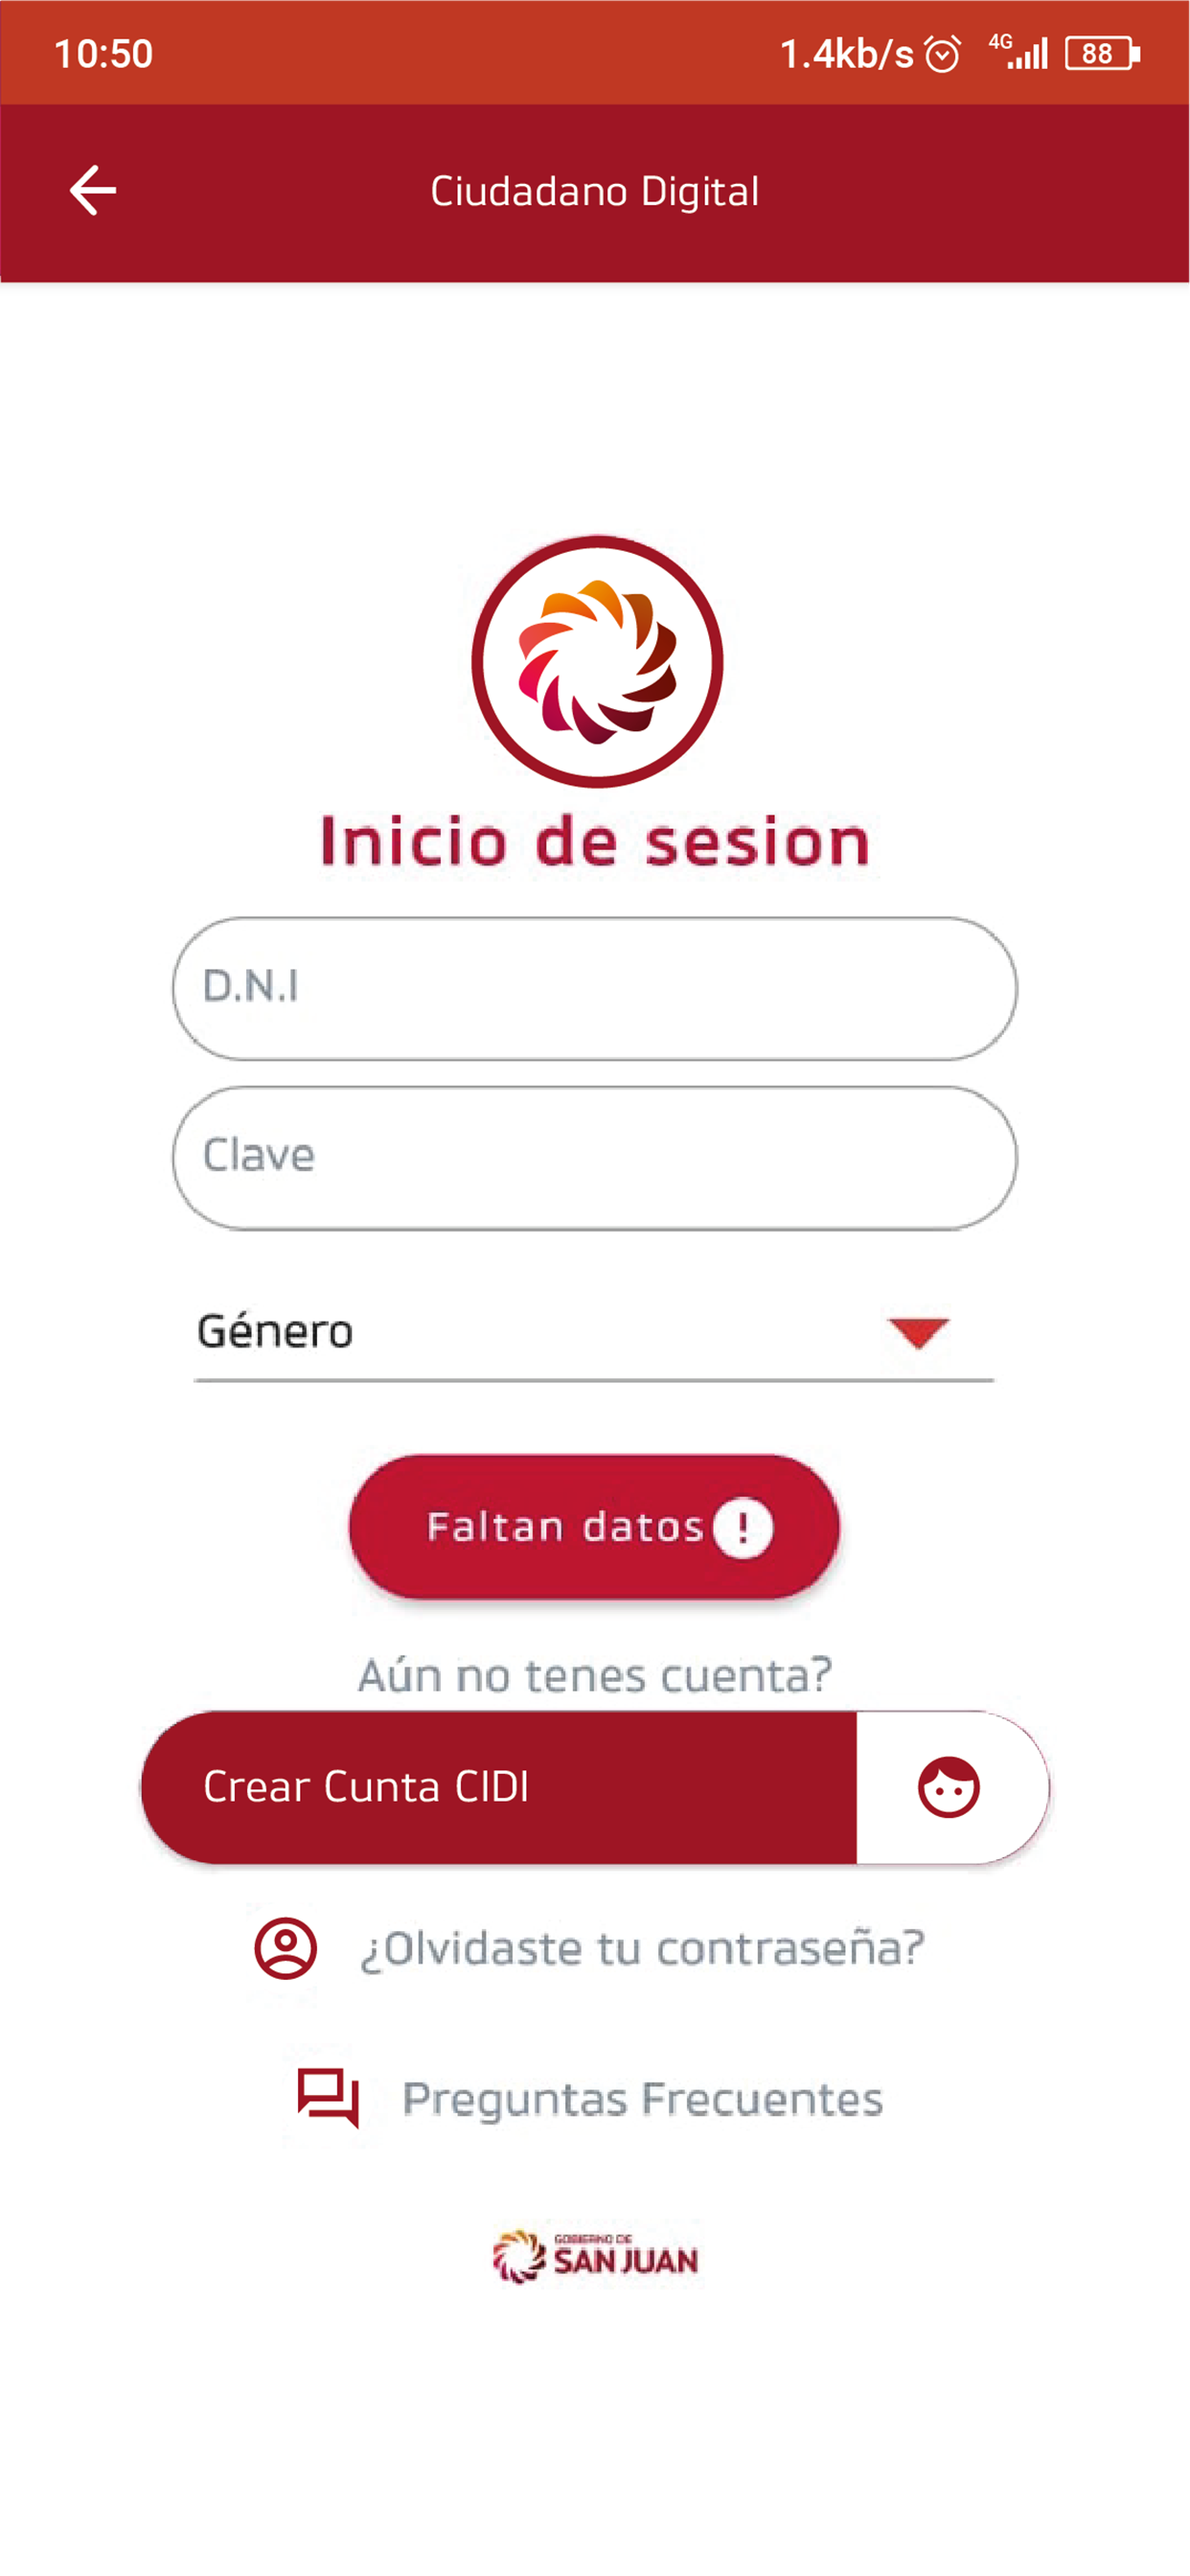 10:50 1.4kb/s 4G 88
Ciudadano Digital
Inicio de sesion
D.N.I
Clave
Género
Faltan datos !
Aún no tenes cuenta?
Crear Cunta CIDI
¿Olvidaste tu contraseña?
Preguntas Frecuentes
GOBIERNO DE
SAN JUAN